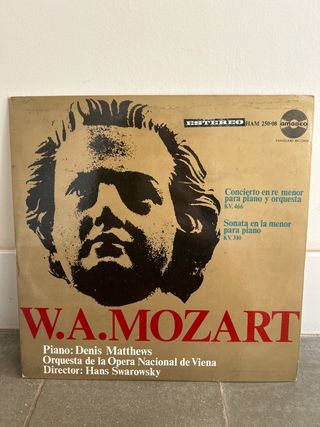 ESTEREO HAM 250-08
amadeo
VANGUARD RECORDS
Concierto en re menor
para piano y orquesta
KV. 466
Sonata en la menor
para piano
KV. 310
W.A.MOZART
Piano: Denis Matthews
Orquesta de la Opera Nacional de Viena
Director: Hans Swarowsky